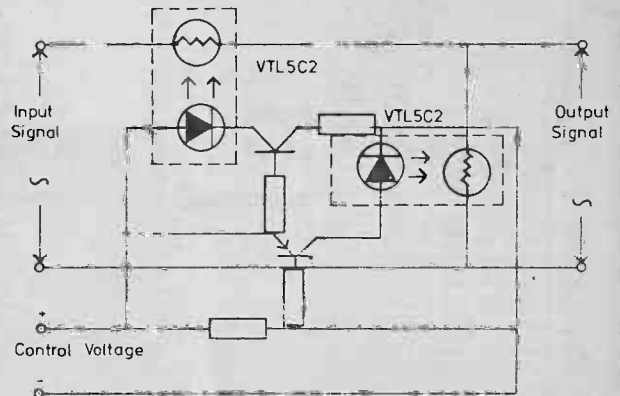 VTL5C2
Input
Signal
VTL5C2
Output
Signal
+
Control Voltage
-